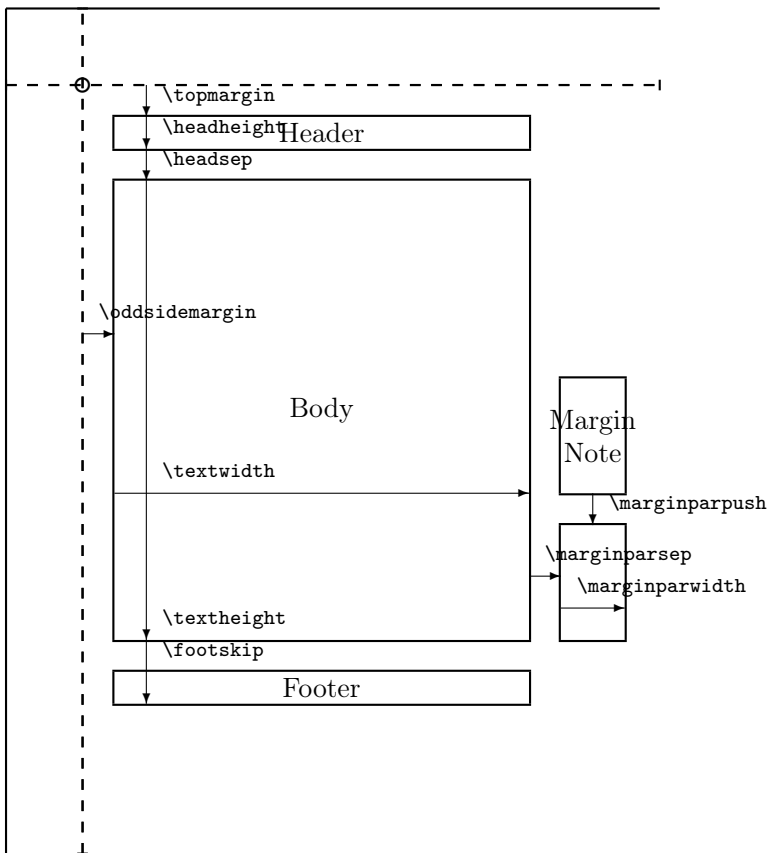 \topmargin
\headheight
Header
\headsep
\oddsidemargin
Body
Margin
Note
\textwidth
\marginparpush
\marginparsep
\marginparwidth
\textheight
\footskip
Footer